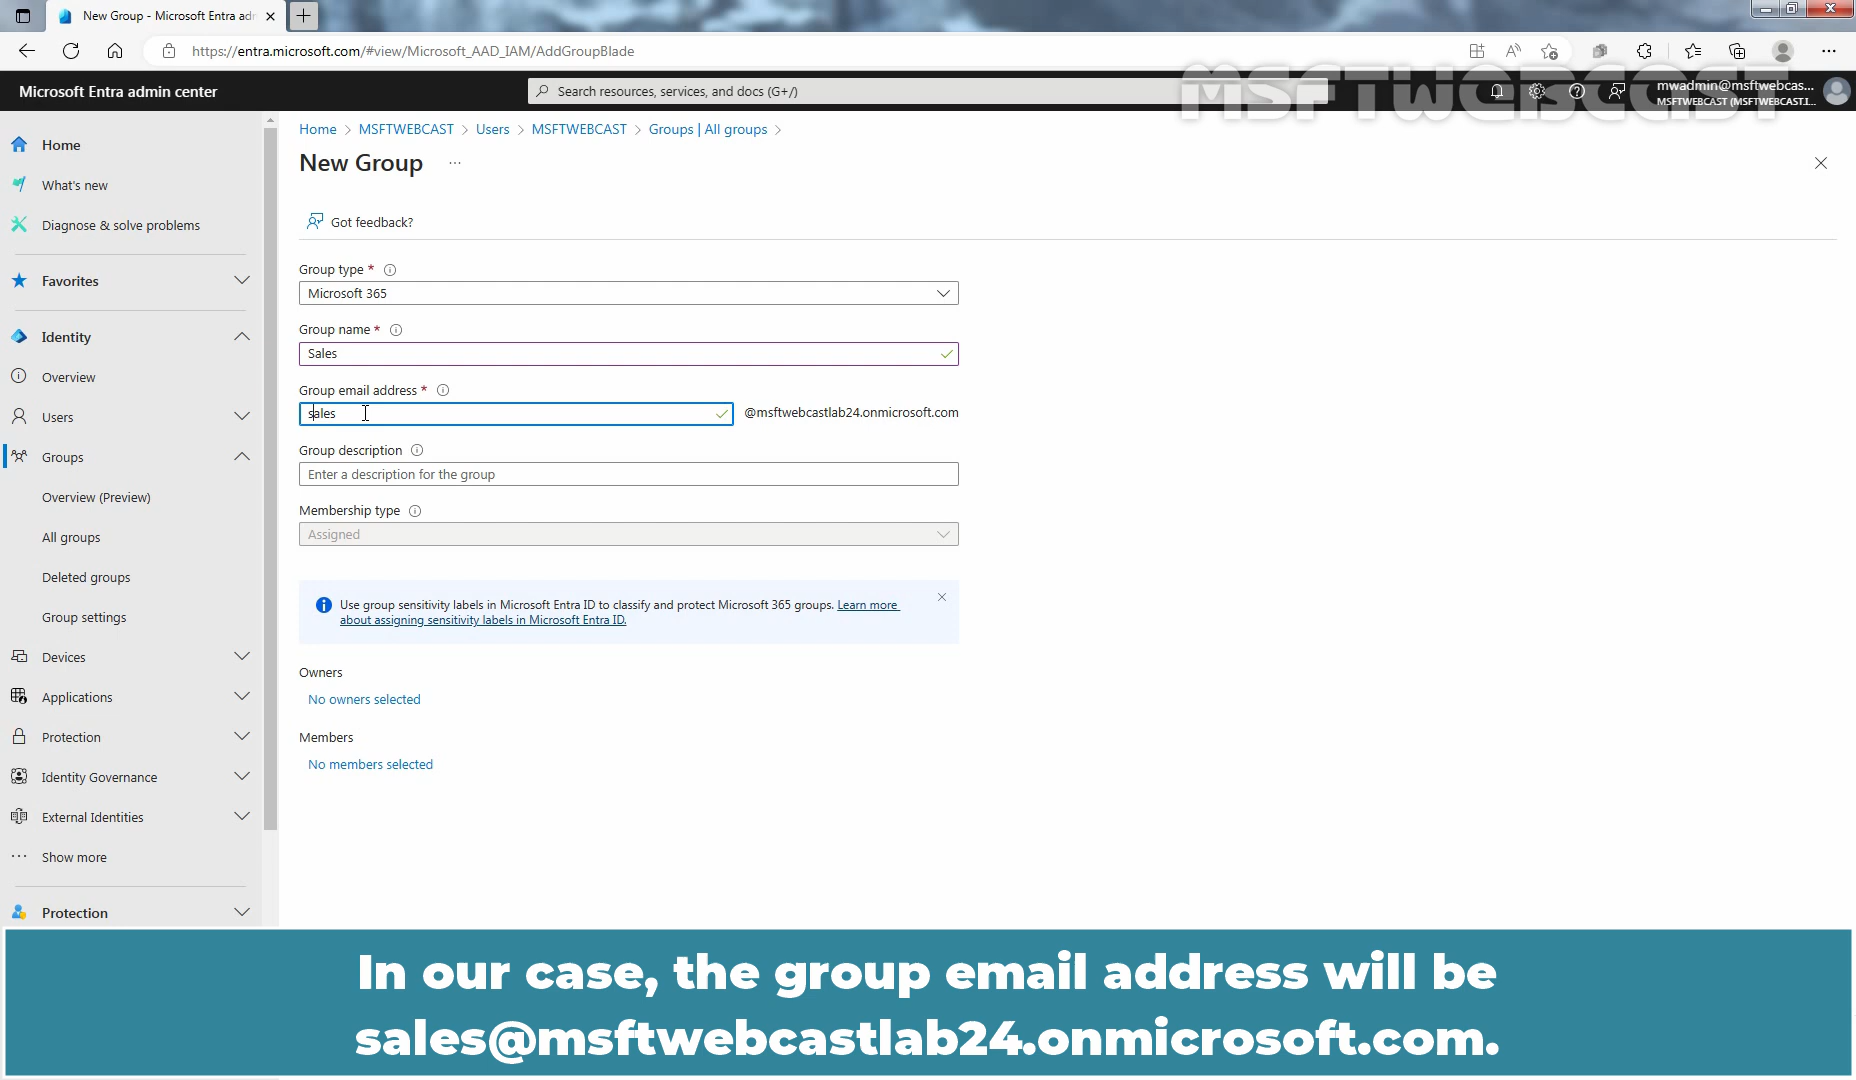 New Group - Microsoft Entra adr
https://entra.microsoft.com/#view/Microsoft_AAD_IAM/AddGroupBlade
Microsoft Entra admin center
Search resources, services, and docs (G+/)
MSFTWEBCAST
mwadmin@msftwebcas...
MSFTWEBCAST (MSFTWEBCAST.I...
Home
What's new
Diagnose & solve problems
Favorites
Identity
Overview
Users
Groups
Overview (Preview)
All groups
Deleted groups
Group settings
Devices
Applications
Protection
Identity Governance
External Identities
Show more
Protection
Home > MSFTWEBCAST > Users > MSFTWEBCAST > Groups | All groups >
New Group ...
Got feedback?
Group type *
Microsoft 365
Group name *
Sales
Group email address *
sales @msftwebcastlab24.onmicrosoft.com
Group description
Enter a description for the group
Membership type
Assigned
Use group sensitivity labels in Microsoft Entra ID to classify and protect Microsoft 365 groups. Learn more
about assigning sensitivity labels in Microsoft Entra ID.
Owners
No owners selected
Members
No members selected
In our case, the group email address will be
sales@msftwebcastlab24.onmicrosoft.com.